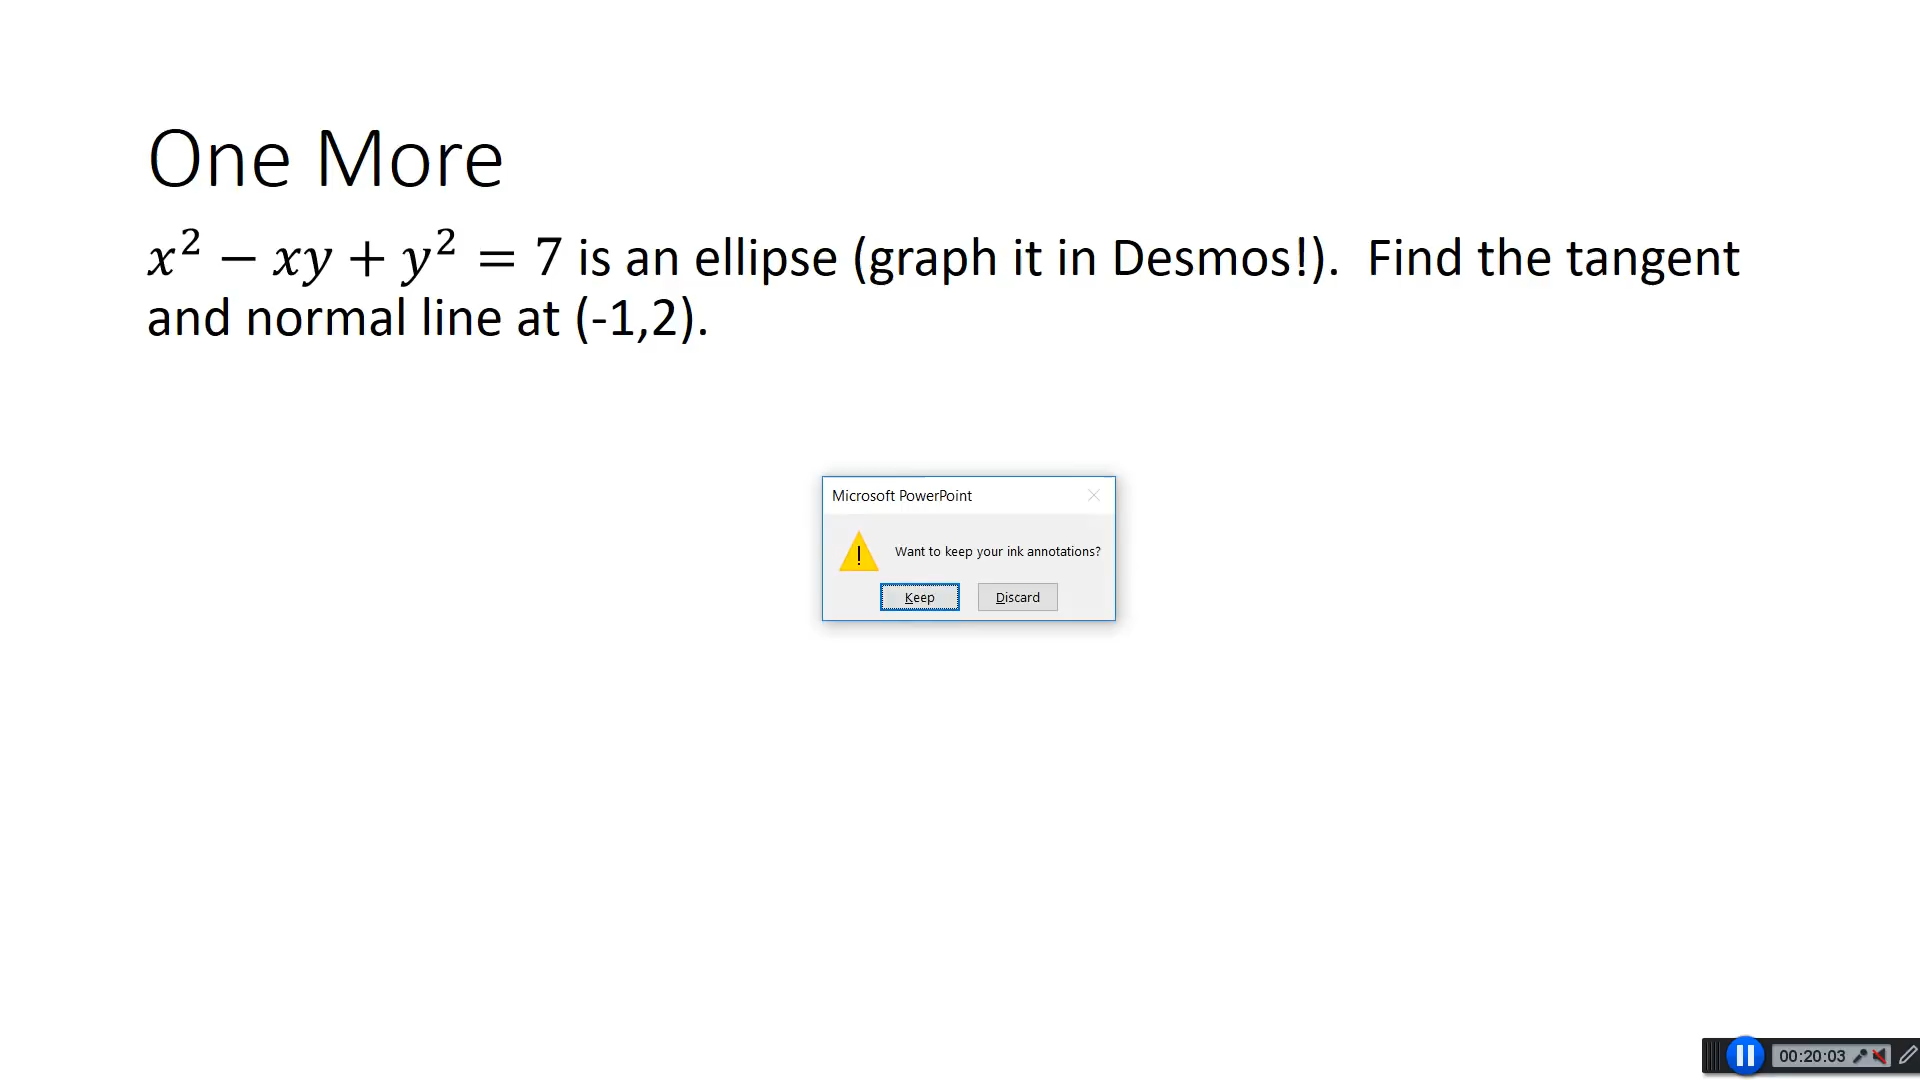 One More
x² − xy + y² = 7 is an ellipse (graph it in Desmos!). Find the tangent
and normal line at (-1,2).
Microsoft PowerPoint
Want to keep your ink annotations?
Keep
Discard
00:20:03